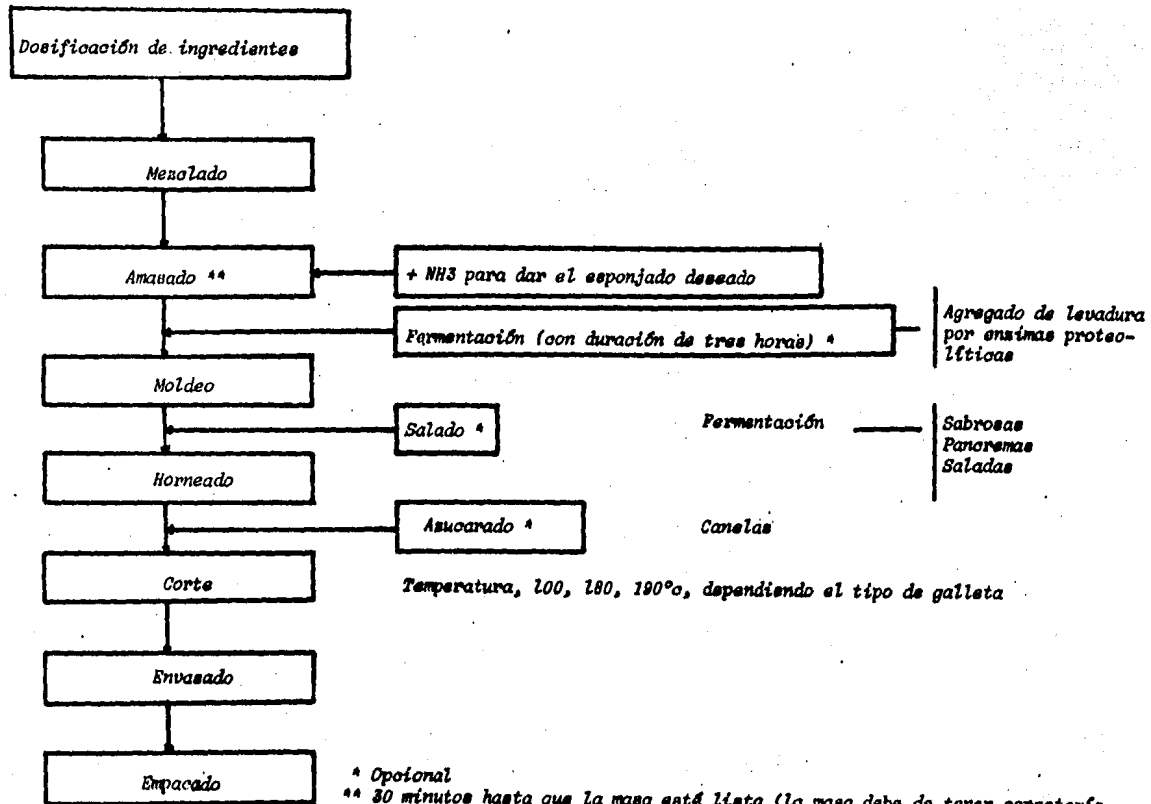 Dosificación de ingredientes
Mezclado
Amasado **
+ NH3 para dar el esponjado deseado
Fermentación (con duración de tres horas) *
Agregado de levadura
por enzimas proteo-
líticas
Moldeo
Salado *
Fermentación
Sabrosas
Pancremas
Saladas
Horneado
Azucarado *
Canelas
Corte
Temperatura, 100, 180, 190°c, dependiendo el tipo de galleta
Envasado
Empacado
* Opcional
** 30 minutos hasta que la masa está lista (la masa debe de tener